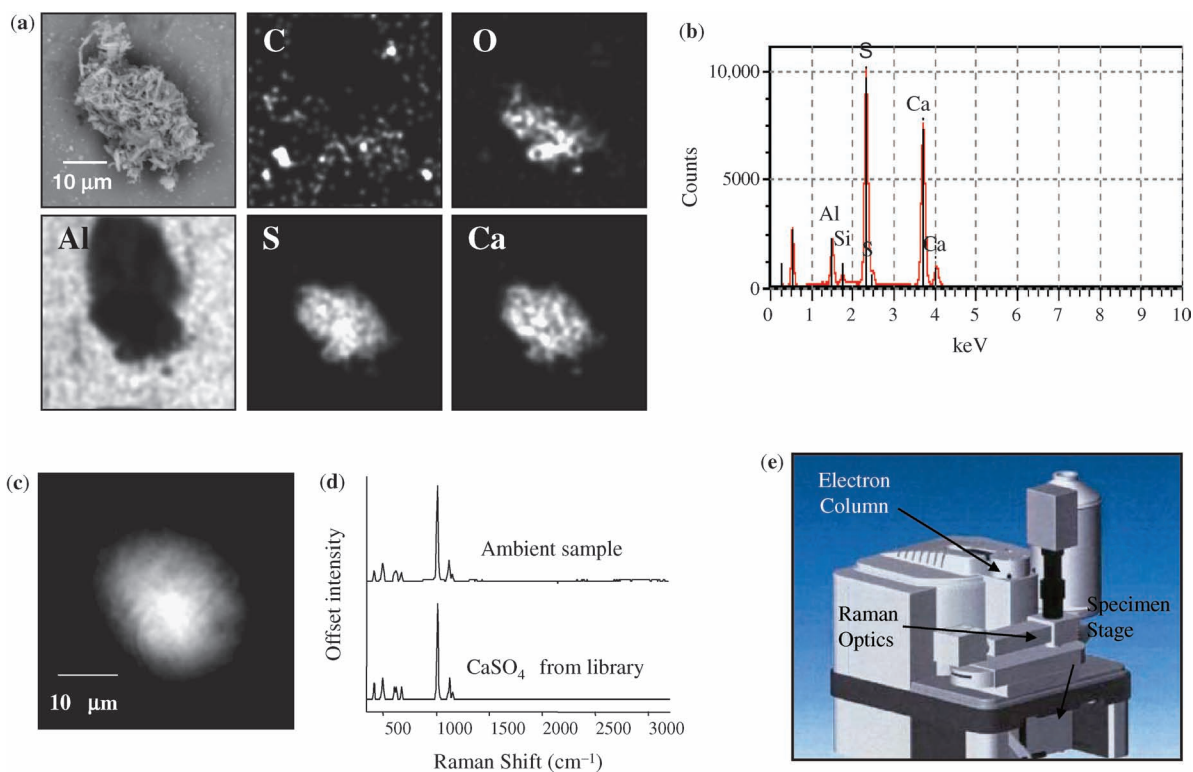 (a)
C
O
10 µm
Al
S
Ca
(b)
S
Ca
Al
Si
S
Ca
10,000
5000
0
Counts
0 1 2 3 4 5 6 7 8 9 10
keV
(c)
10 µm
(d)
Ambient sample
CaSO₄ from library
Offset intensity
500 1000 1500 2000 2500 3000
Raman Shift (cm⁻¹)
(e)
Electron
Column
Raman
Optics
Specimen
Stage